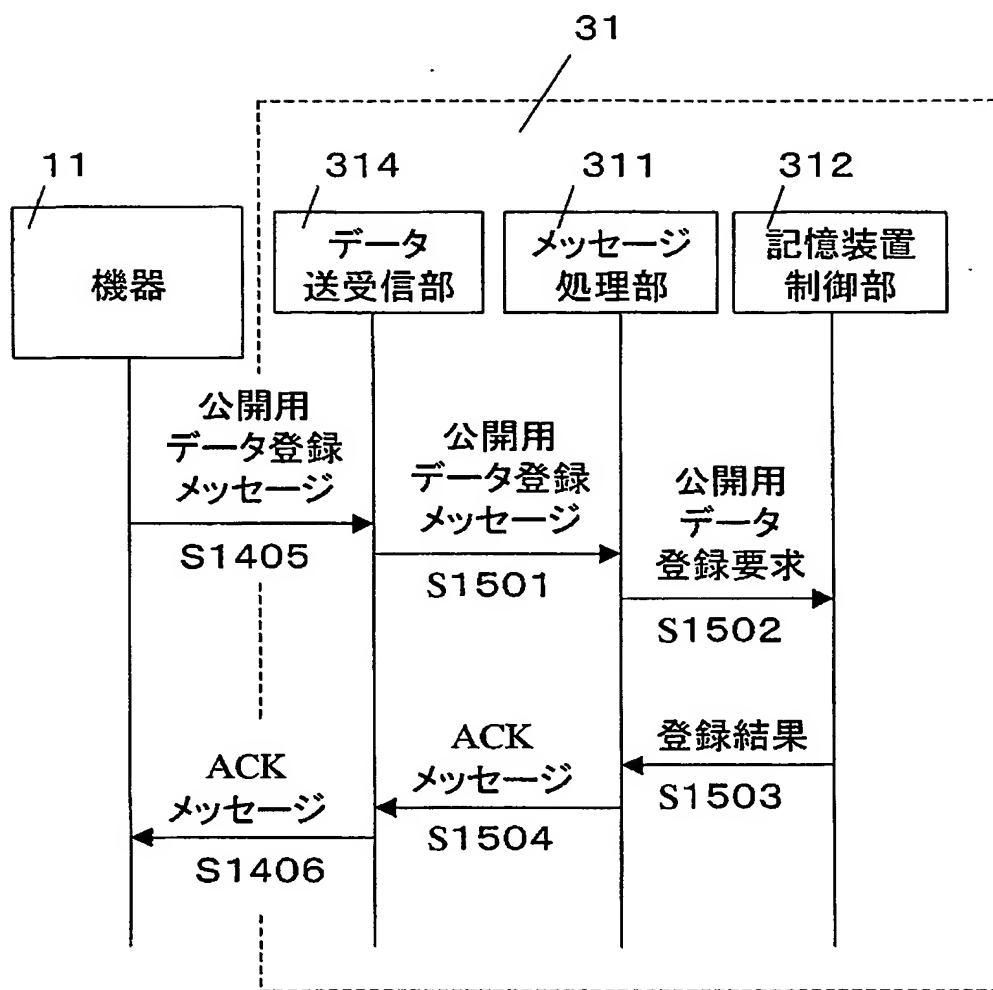 31
11
314
311
312
機器
データ
送受信部
メッセージ
処理部
記憶装置
制御部
公開用
データ登録
メッセージ
S1405
公開用
データ登録
メッセージ
S1501
公開用
データ
登録要求
S1502
登録結果
S1503
ACK
メッセージ
S1504
ACK
メッセージ
S1406